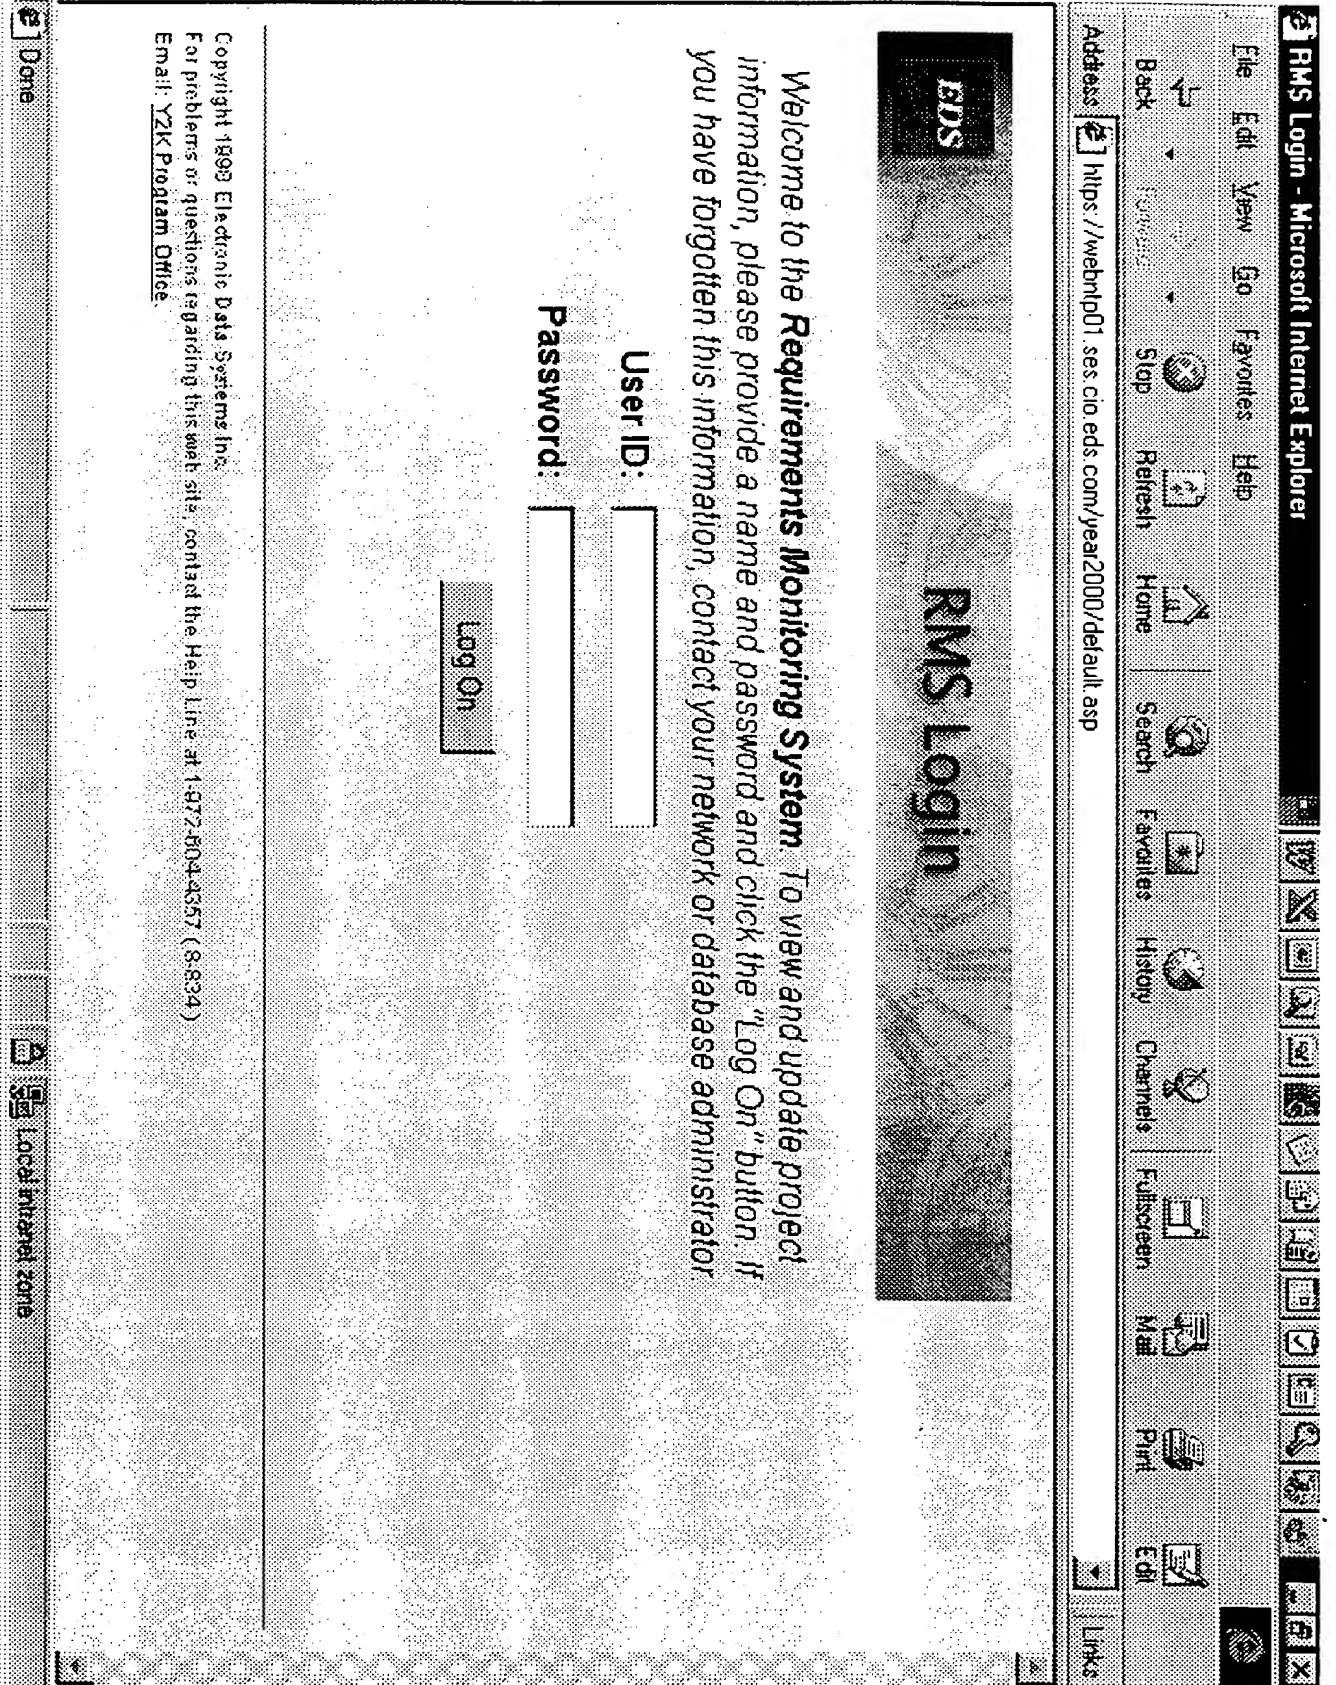 RMS Login - Microsoft Internet Explorer
File Edit View Go Favorites Help
Back Forward Stop Refresh Home Search Favorites History Channels Fullscreen Mail Print Edit
Address https://webntp01.ses.cio.eds.com/year2000/default.asp Links
EDS RMS Login
Welcome to the Requirements Monitoring System. To view and update project
information, please provide a name and password and click the "Log On" button. If
you have forgotten this information, contact your network or database administrator.
User ID:
Password:
Log On
Copyright 1999 Electronic Data Systems Inc.
For problems or questions regarding this web site, contact the Help Line at 1-972-604-4357 (8-834)
Email: Y2K Program Office.
Done Local intranet zone